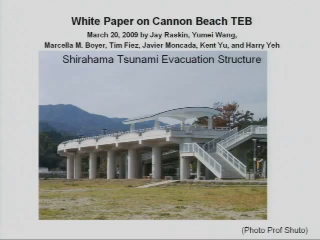 White Paper on Cannon Beach TEB
March 20, 2009 by Jay Raskin, Yumei Wang,
Marcella M. Boyer, Tim Fiez, Javier Moncada, Kent Yu, and Harry Yeh
Shirahama Tsunami Evacuation Structure
(Photo Prof Shuto)